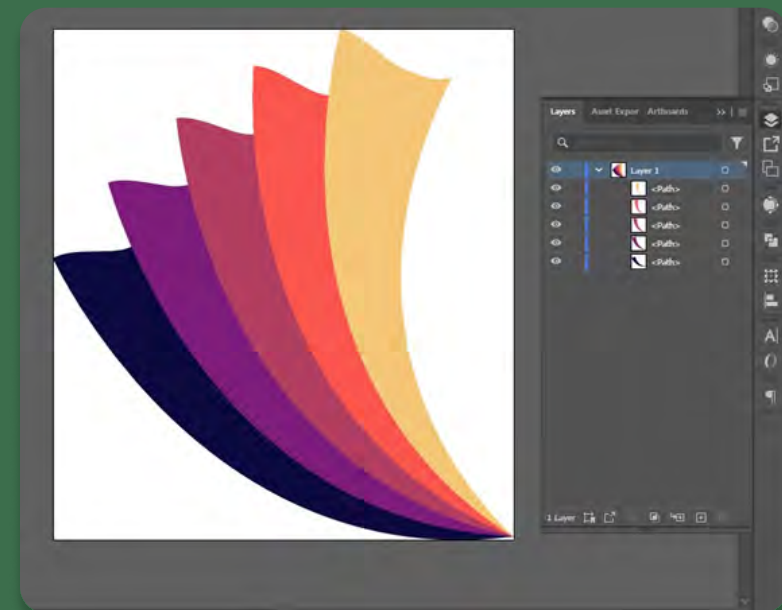 Layers Asset Expor Artboards
Layer 1
<Path>
<Path>
<Path>
<Path>
<Path>
1 Layer